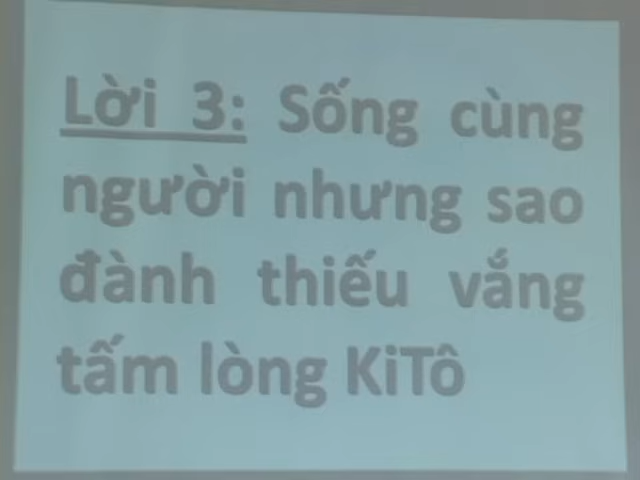 Lời 3: Sống cùng
người nhưng sao
đành thiếu vắng
tấm lòng KiTô